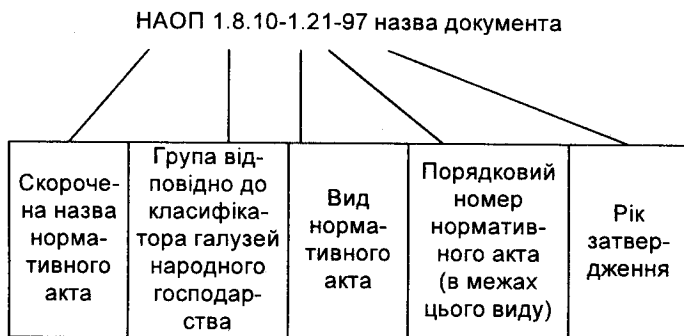 НАОП 1.8.10-1.21-97 назва документа
Скороче-
на назва
норма-
тивного
акта
Група від-
повідно до
класифіка-
тора галузей
народного
господар-
ства
Вид
нормa-
тивного
акта
Порядковий
номер
норматив-
ного акта
(в межах
цього виду)
Рік
затвер-
дження